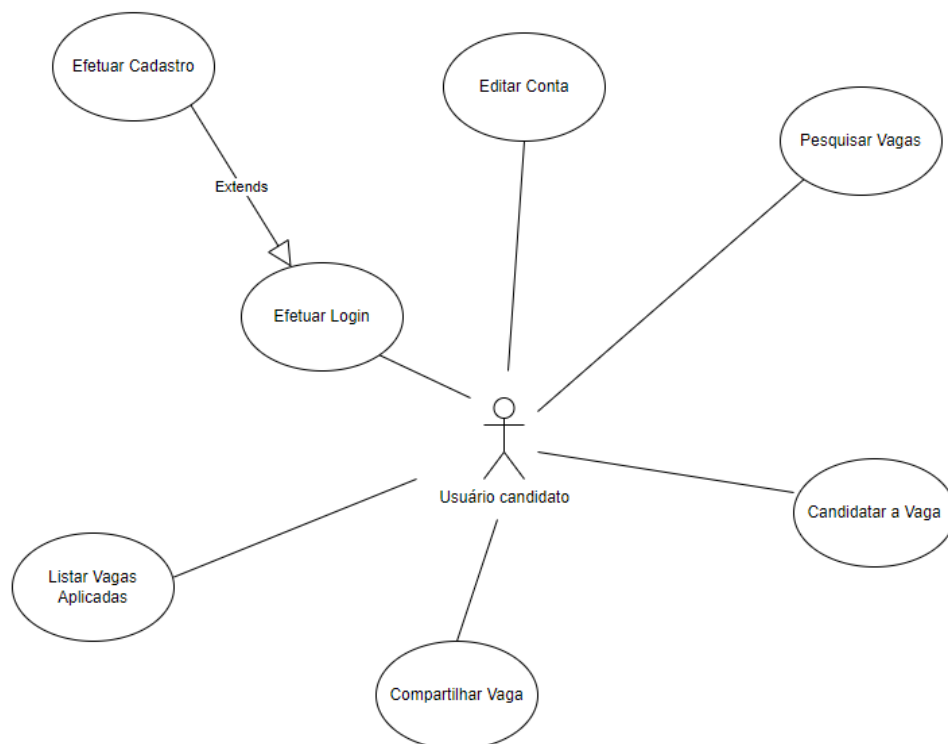 Efetuar Cadastro
Editar Conta
Pesquisar Vagas
Extends
Efetuar Login
Usuário candidato
Candidatar a Vaga
Listar Vagas
Aplicadas
Compartilhar Vaga